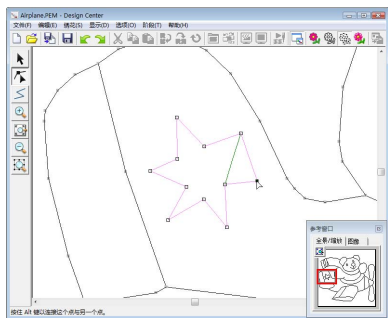 Airplane.PEM - Design Center
文件(F) 编辑(E) 绣花(S) 显示(D) 选项(O) 阶段(T) 帮助(H)
参考窗口
全景/缩放 图像
按住 Alt 键以连接这个点与另一个点。